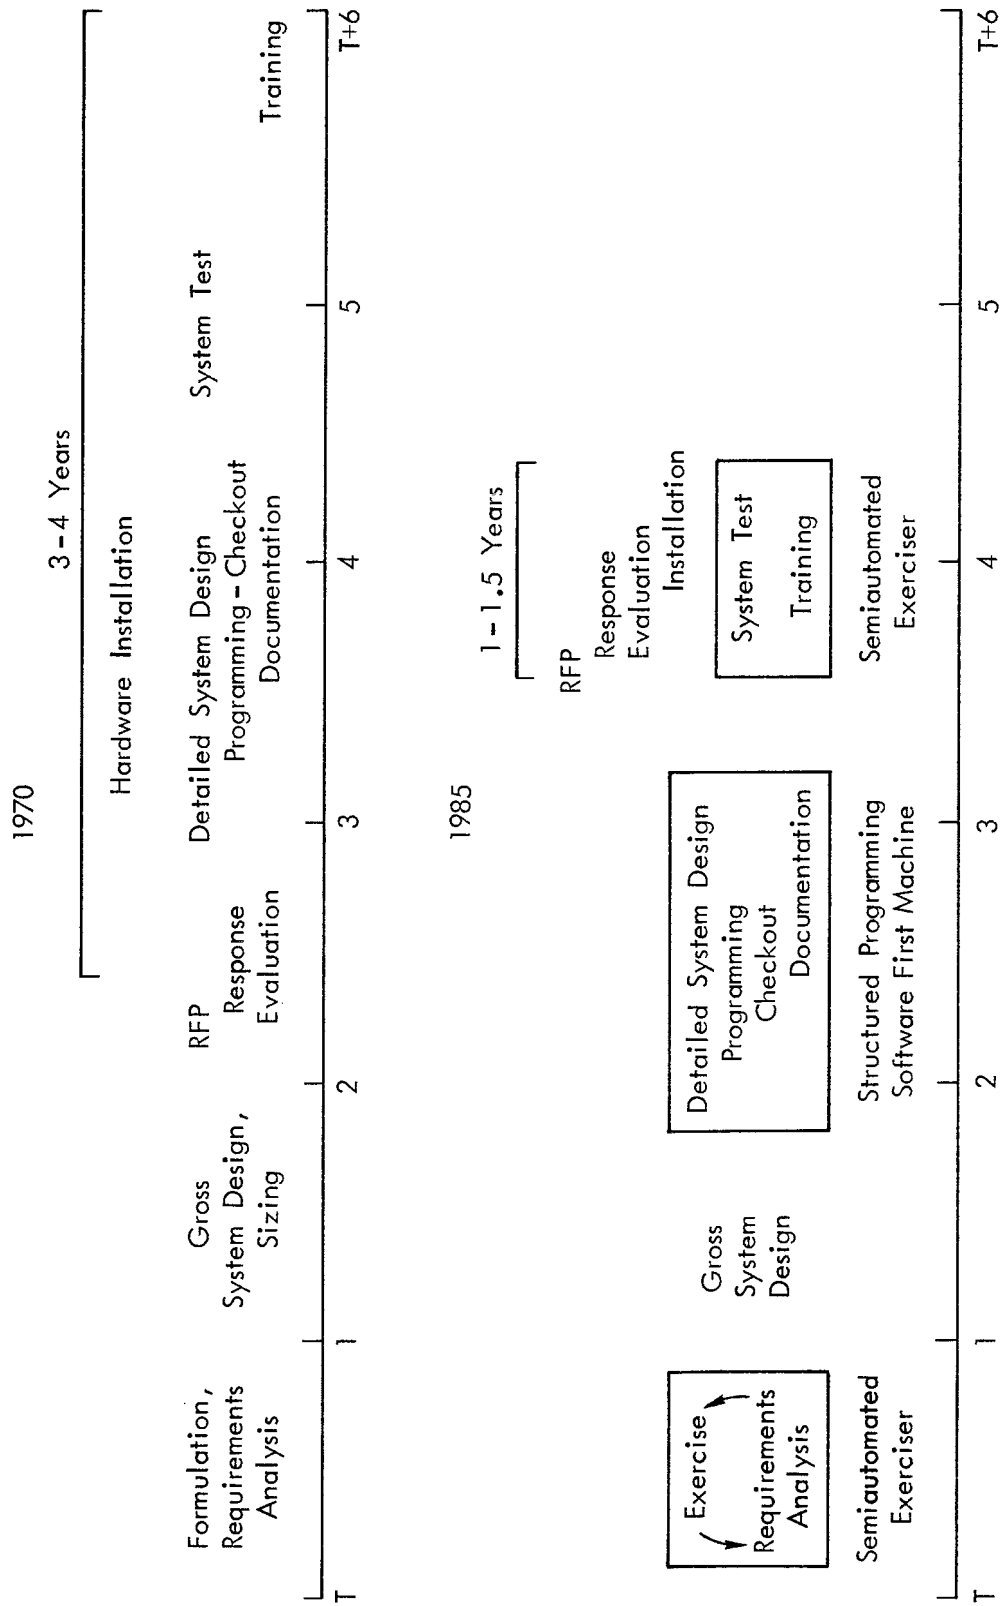 1970
3-4 Years
Hardware Installation
Formulation,
Requirements
Analysis
Gross
System Design,
Sizing
RFP
Response
Evaluation
Detailed System Design
Programming-Checkout
Documentation
System Test
Training
T
1
2
3
4
5
T+6
1985
1-1.5 Years
RFP
Response
Evaluation
Installation
Exercise
Requirements
Analysis
Gross
System
Design
Detailed System Design
Programming
Checkout
Documentation
System Test
Training
Semiautomated
Exerciser
Structured Programming
Software First Machine
Semiautomated
Exerciser
T
1
2
3
4
5
T+6